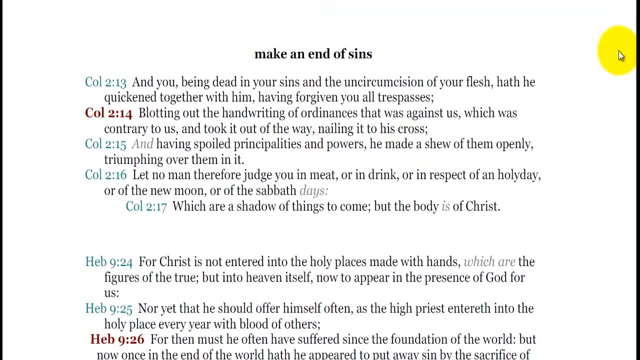 make an end of sins
Col 2:13 And you, being dead in your sins and the uncircumcision of your flesh, hath he
quickened together with him, having forgiven you all trespasses;
Col 2:14 Blotting out the handwriting of ordinances that was against us, which was
contrary to us, and took it out of the way, nailing it to his cross;
Col 2:15 And having spoiled principalities and powers, he made a shew of them openly,
triumphing over them in it.
Col 2:16 Let no man therefore judge you in meat, or in drink, or in respect of an holyday,
or of the new moon, or of the sabbath days:
Col 2:17 Which are a shadow of things to come; but the body is of Christ.
Heb 9:24 For Christ is not entered into the holy places made with hands, which are the
figures of the true; but into heaven itself, now to appear in the presence of God for
us:
Heb 9:25 Nor yet that he should offer himself often, as the high priest entereth into the
holy place every year with blood of others;
Heb 9:26 For then must he often have suffered since the foundation of the world: but
now once in the end of the world hath he appeared to put away sin by the sacrifice of